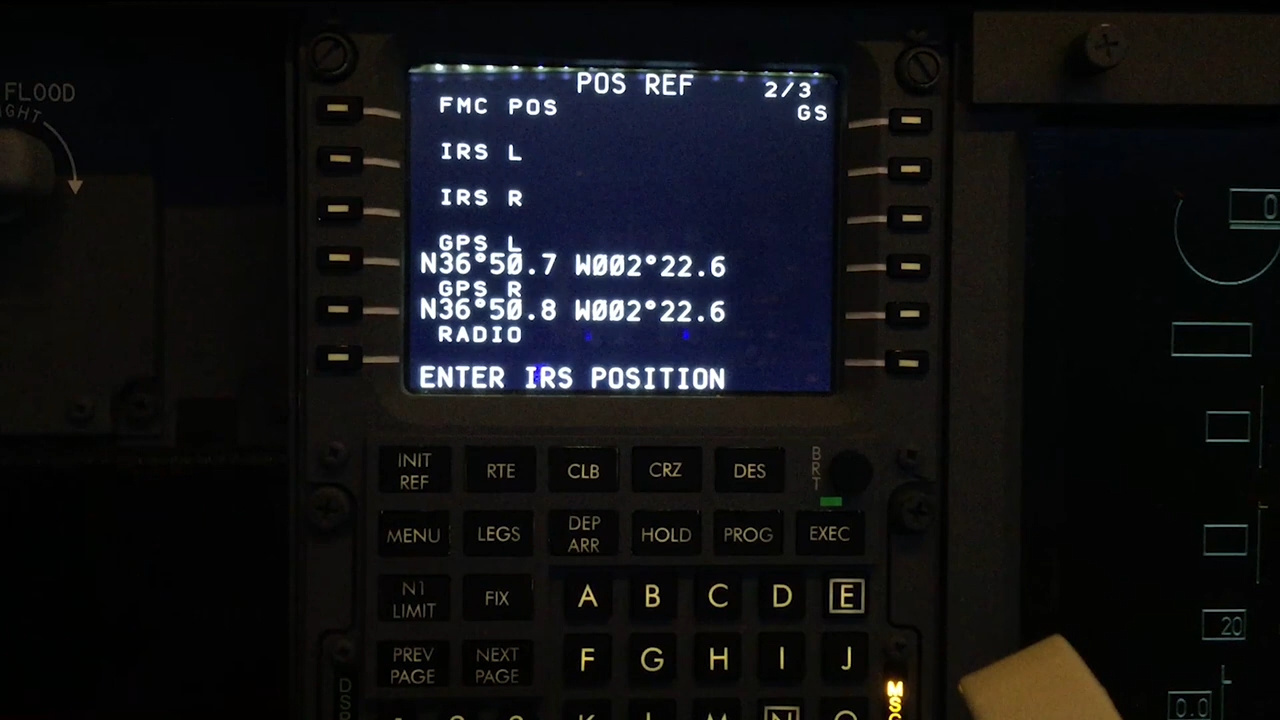 FLOOD
POS REF 2/3
FMC POS GS
IRS L
IRS R
GPS L
N36°50.7 W002°22.6
GPS R
N36°50.8 W002°22.6
RADIO
ENTER IRS POSITION
INIT REF
RTE
CLB
CRZ
DES
BRT
MENU
LEGS
DEP ARR
HOLD
PROG
EXEC
N1 LIMIT
FIX
A B C D E
PREV PAGE
NEXT PAGE
F G H I J
20
0.0